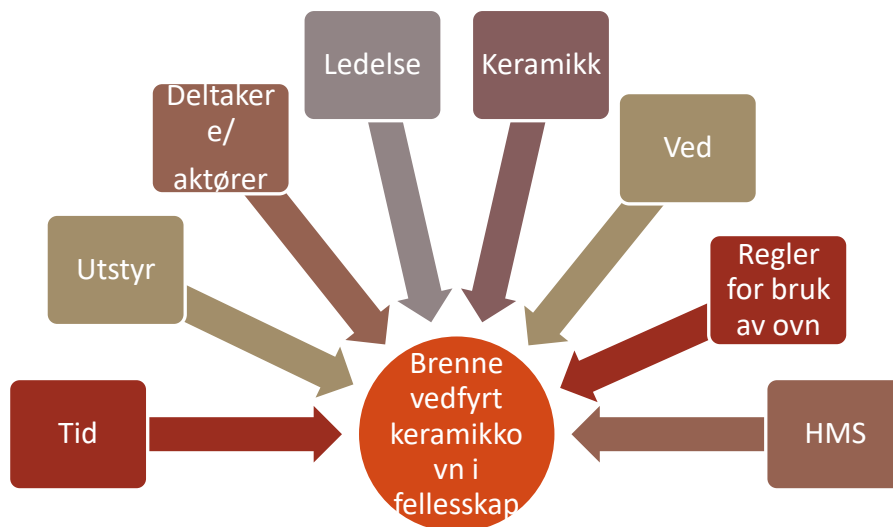 Ledelse
Keramikk
Deltaker
e/
aktører
Ved
Utstyr
Regler
for bruk
av ovn
Tid
Brenne
vedfyrt
keramikko
vn i
fellesskap
HMS